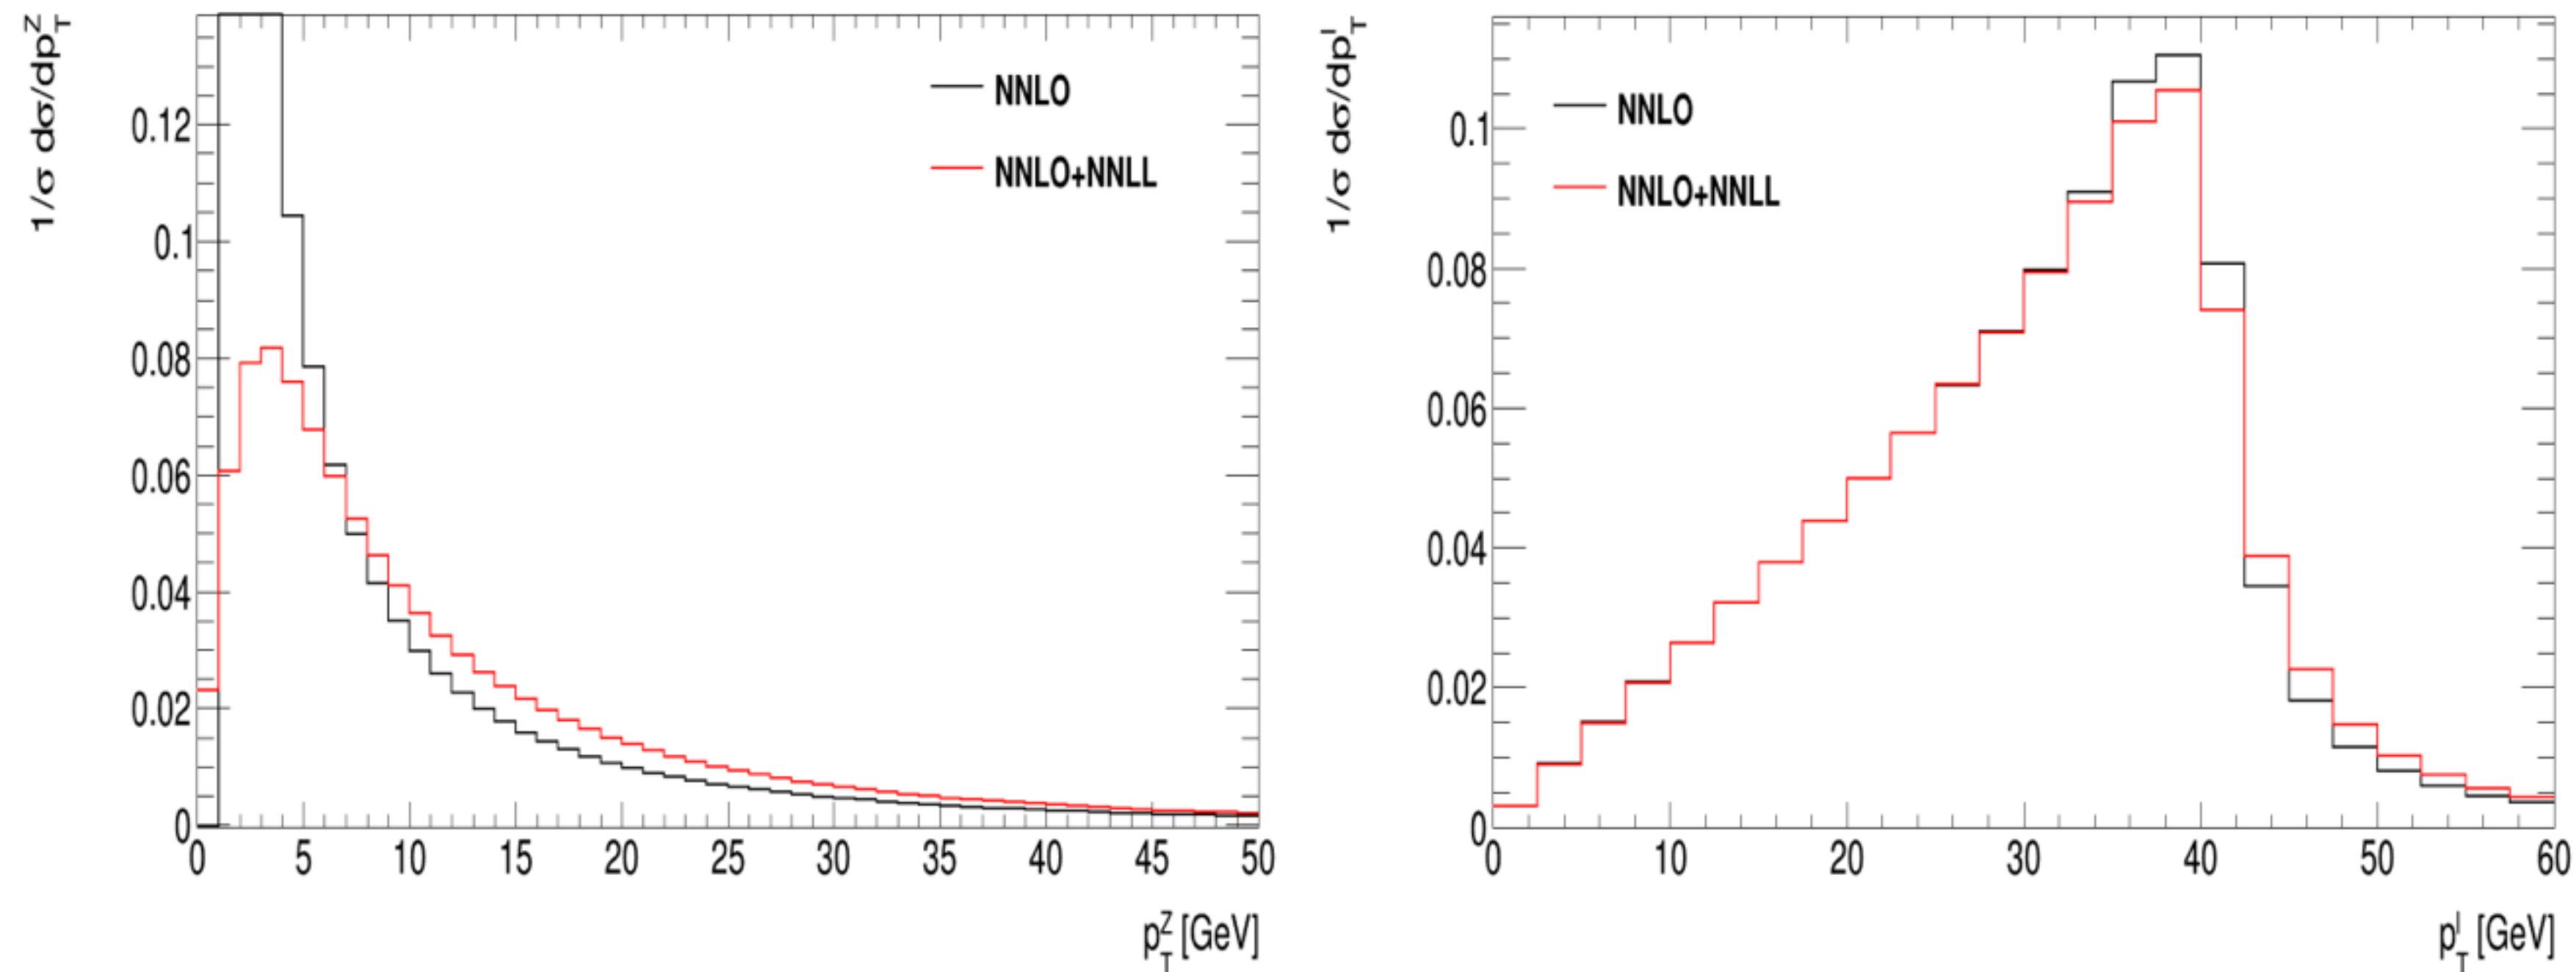 1/σ dσ/dp_T^Z
0.12
0.1
0.08
0.06
0.04
0.02
0
0 5 10 15 20 25 30 35 40 45 50
p_T^Z [GeV]
NNLO
NNLO+NNLL
1/σ dσ/dp_T^l
0.1
0.08
0.06
0.04
0.02
0
0 10 20 30 40 50 60
p_T^l [GeV]
NNLO
NNLO+NNLL